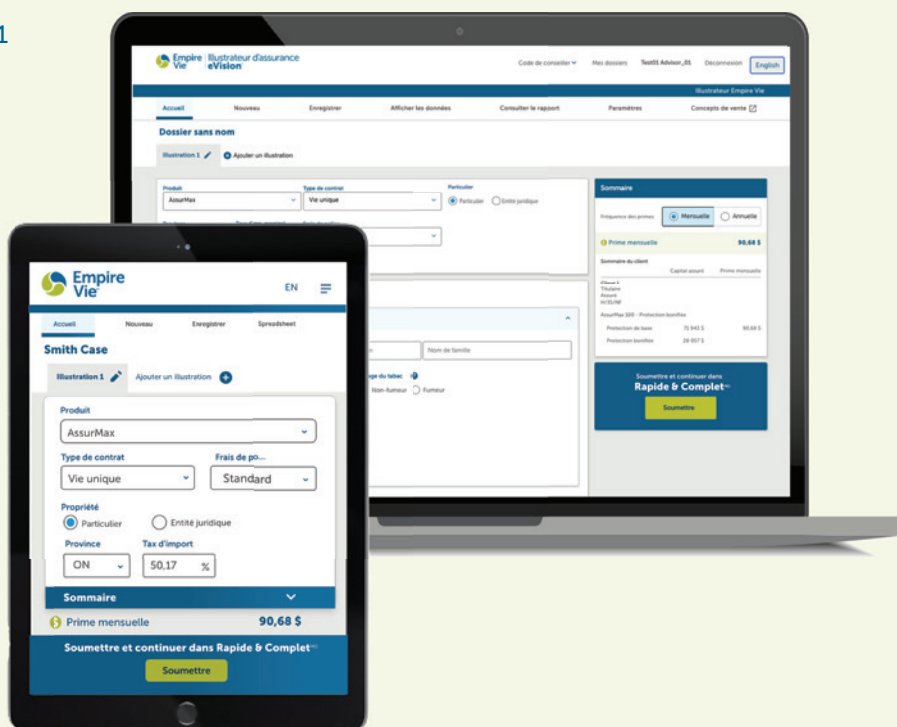 1
Empire Vie
Illustrateur d'assurance eVision
Code de conseiller
Mes dossiers
Test01 Advisor_01
Déconnexion
English
Illustrateur Empire Vie
Accueil
Nouveau
Enregistrer
Afficher les données
Consulter le rapport
Paramètres
Concepts de vente
Dossier sans nom
Illustration 1
Ajouter un illustration
Produit
Type de contrat
Particulier
AssurMax
Vie unique
Particulier
Entité juridique
Nom de famille
Non-fumeur
Fumeur
Sommaire
Fréquence des primes
Mensuelle
Annuelle
Prime mensuelle
90,68 $
Sommaire du client
Capital assuré
Prime mensuelle
Titulaire
Assuré
AssurMax 100 - Protection bonifiée
Protection de base
71 943 $
90,68 $
Protection bonifiée
28 057 $
Soumettre et continuer dans
Rapide & Complet
Soumettre
Empire
Vie
EN
Accueil
Nouveau
Enregistrer
Spreadsheet
Smith Case
Illustration 1
Ajouter un illustration
Produit
AssurMax
Type de contrat
Frais de po...
Vie unique
Standard
Propriété
Particulier
Entité juridique
Province
Tax d'import
ON
50,17
%
Sommaire
Prime mensuelle
90,68 $
Soumettre et continuer dans Rapide & Complet
Soumettre